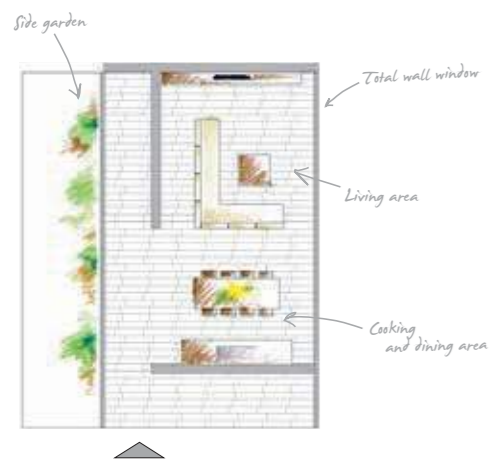 Side garden
Total wall window
Living area
Cooking
and dining area